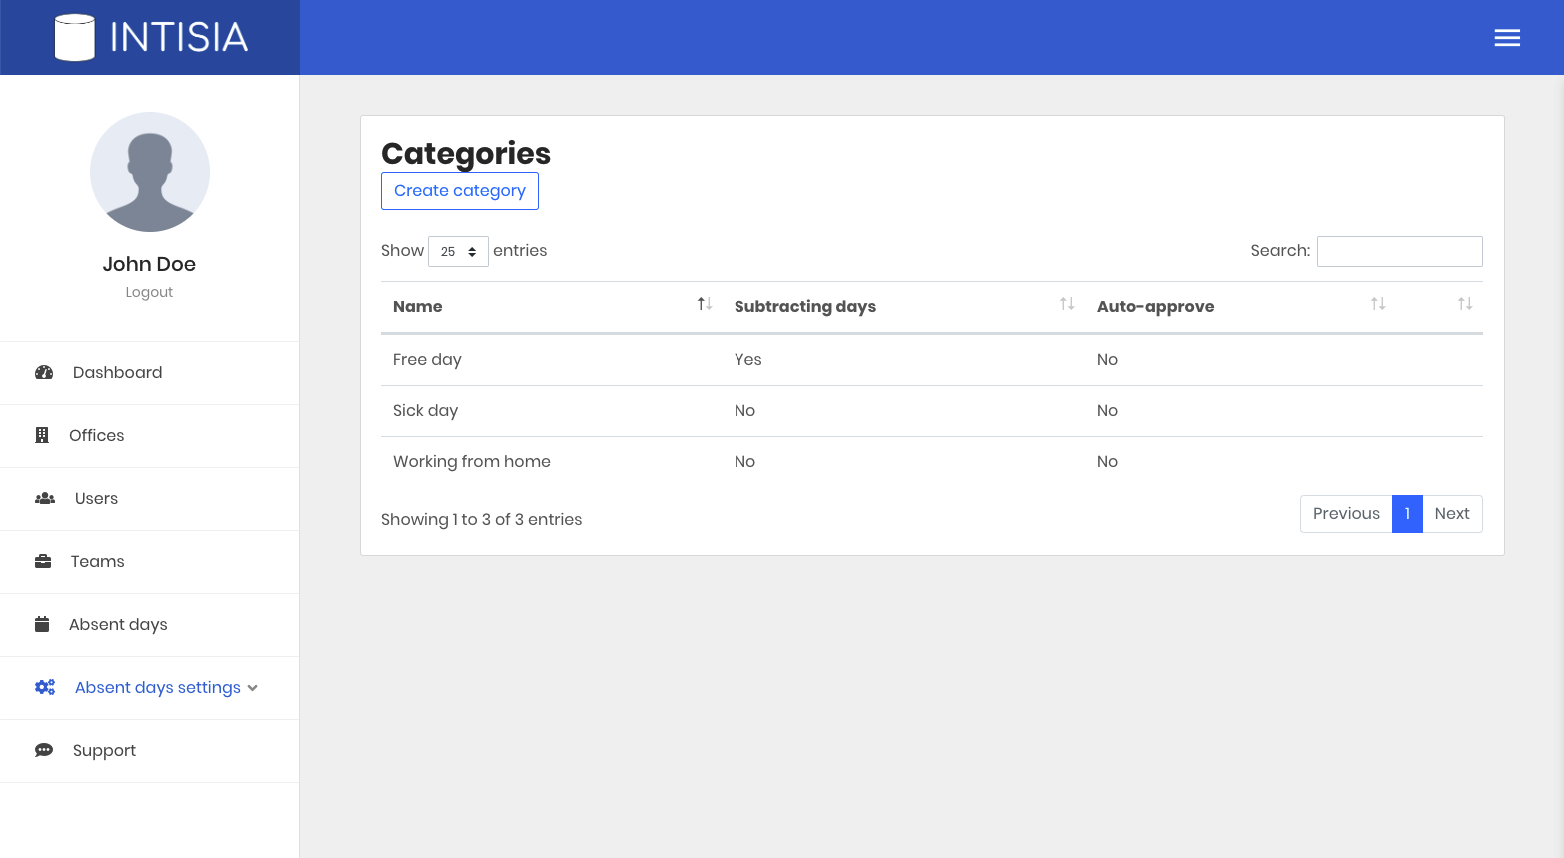 INTISIA
John Doe
Logout
Dashboard
Offices
Users
Teams
Absent days
Absent days settings
Support
Categories
Create category
Show 25 entries
Search:
Name Subtracting days Auto-approve
Free day Yes No
Sick day No No
Working from home No No
Showing 1 to 3 of 3 entries
Previous 1 Next